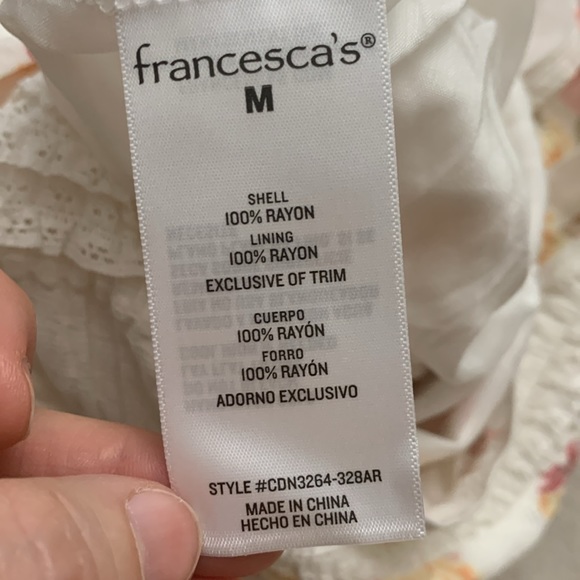 francesca's®
M
SHELL
100% RAYON
LINING
100% RAYON
EXCLUSIVE OF TRIM
CUERPO
100% RAYÓN
FORRO
100% RAYÓN
ADORNO EXCLUSIVO
STYLE #CDN3264-328AR
MADE IN CHINA
HECHO EN CHINA